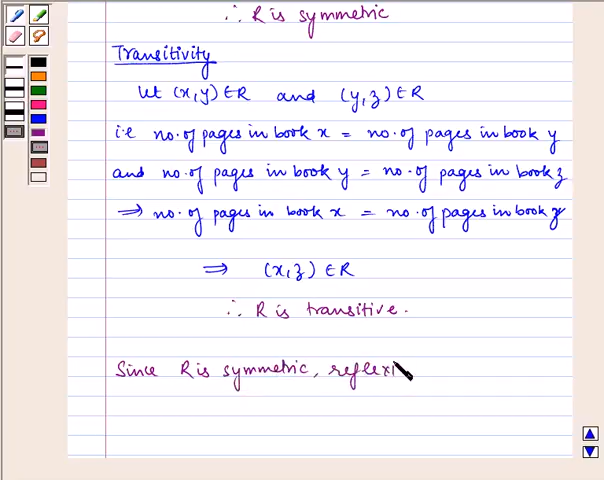 ∴ R is symmetric
Transitivity
Let (x,y) ∈ R and (y,z) ∈ R
i.e no. of pages in book x = no. of pages in book y
and no. of pages in book y = no. of pages in book z
⟹ no. of pages in book x = no. of pages in book z
⟹ (x,z) ∈ R
∴ R is transitive.
Since R is symmetric, reflexi